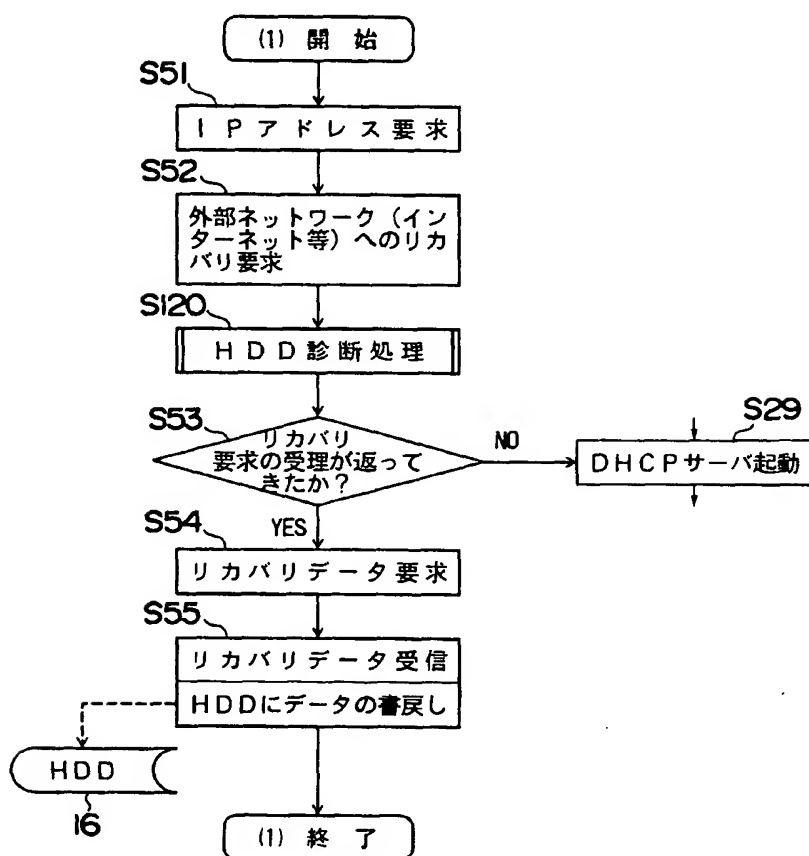 (1) 開 始
S51
IPアドレス要求
S52
外部ネットワーク（イン
ターネット等）へのリカ
バリ要求
S120
HDD診断処理
S53
リカバリ
要求の受理が返って
きたか？
NO
S29
DHCPサーバ起動
YES
S54
リカバリデータ要求
S55
リカバリデータ受信
HDDにデータの書戻し
HDD
16
(1) 終 了